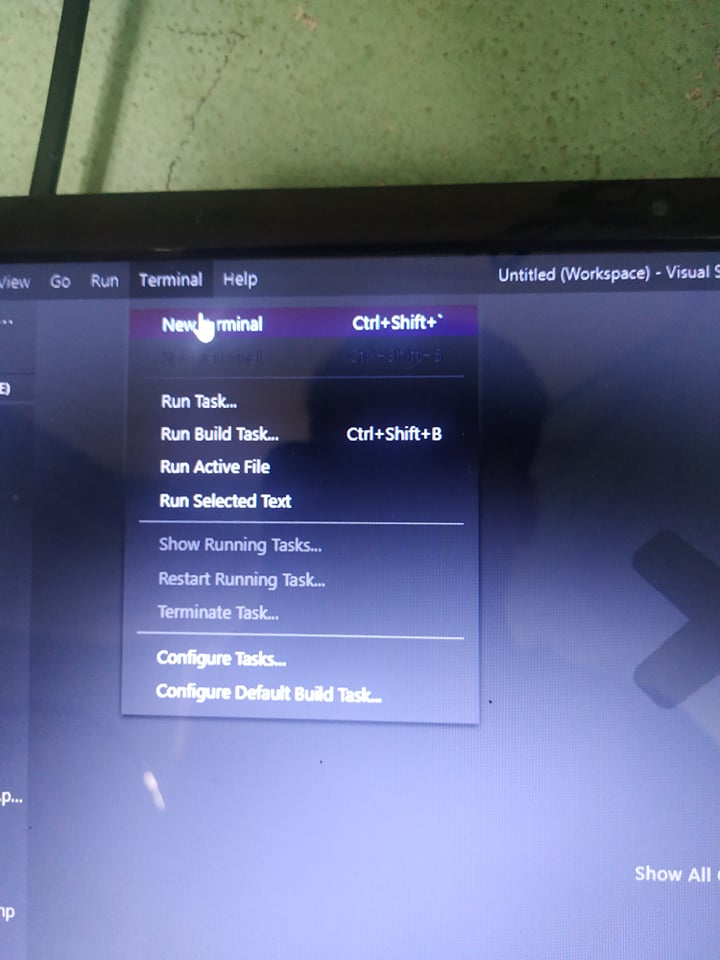 View Go Run Terminal Help Untitled (Workspace) - Visual S
...
New rminal Ctrl+Shift+`
E)
Run Task...
Run Build Task... Ctrl+Shift+B
Run Active File
Run Selected Text
Show Running Tasks...
Restart Running Task...
Terminate Task...
Configure Tasks...
Configure Default Build Task...
.p...
Show All
np